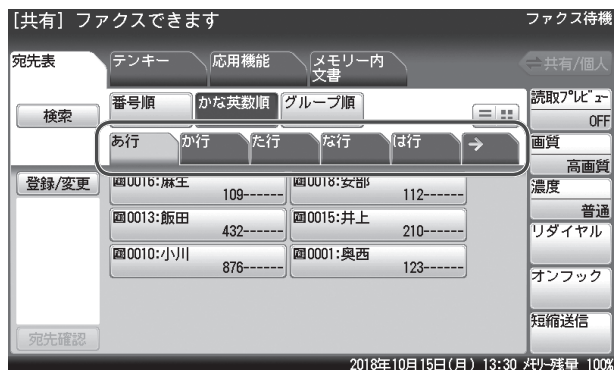 [共有] ファクスできます
ファクス待機
宛先表
テンキー
応用機能
メモリー内
文書
共有/個人
検索
番号順
かな英数順
グループ順
読取プレビュー
OFF
あ行
か行
た行
な行
は行
→
画質
高画質
登録/変更
0016:麻生
109------
0018:安部
112------
濃度
普通
0013:飯田
432------
0015:井上
210------
リダイヤル
0010:小川
876------
0001:奥西
123------
オンフック
短縮送信
宛先確認
2018年10月15日(月) 13:30 メモリー残量 100%